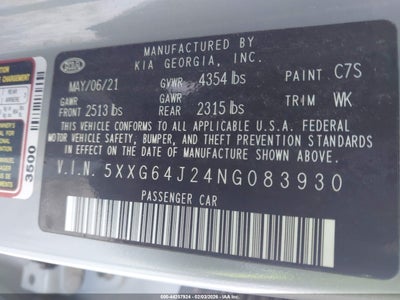 KIA
MANUFACTURED BY
KIA GEORGIA, INC.
MAY/06/21
GVWR 4354 lbs
PAINT C7S
GAWR
FRONT 2513 lbs
GAWR
REAR 2315 lbs
TRIM WK
THIS VEHICLE CONFORMS TO ALL APPLICABLE U.S.A. FEDERAL
MOTOR VEHICLE SAFETY, BUMPER, AND THEFT PREVENTION STANDARDS
IN EFFECT ON THE DATE OF MANUFACTURE SHOWN ABOVE.
V.I.N. 5XXG64J24NG083930
PASSENGER CAR
3500
REAR